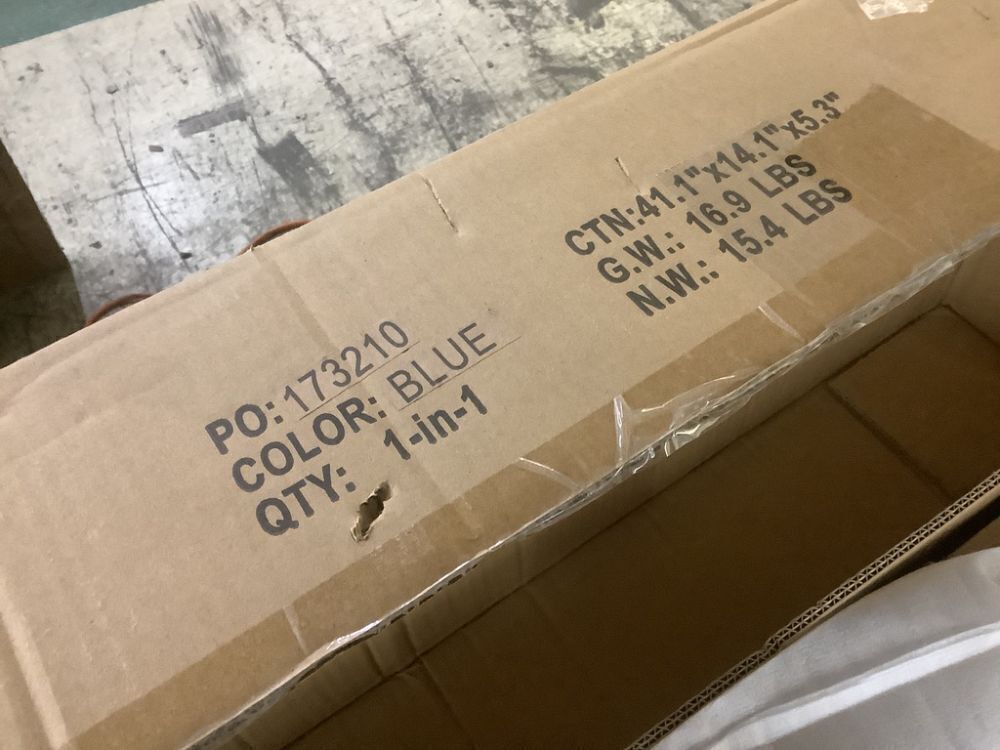 PO: 173210
COLOR: BLUE
QTY: 1-in-1
CTN:41.1"x14.1"x5.3"
G.W.: 16.9 LBS
N.W.: 15.4 LBS